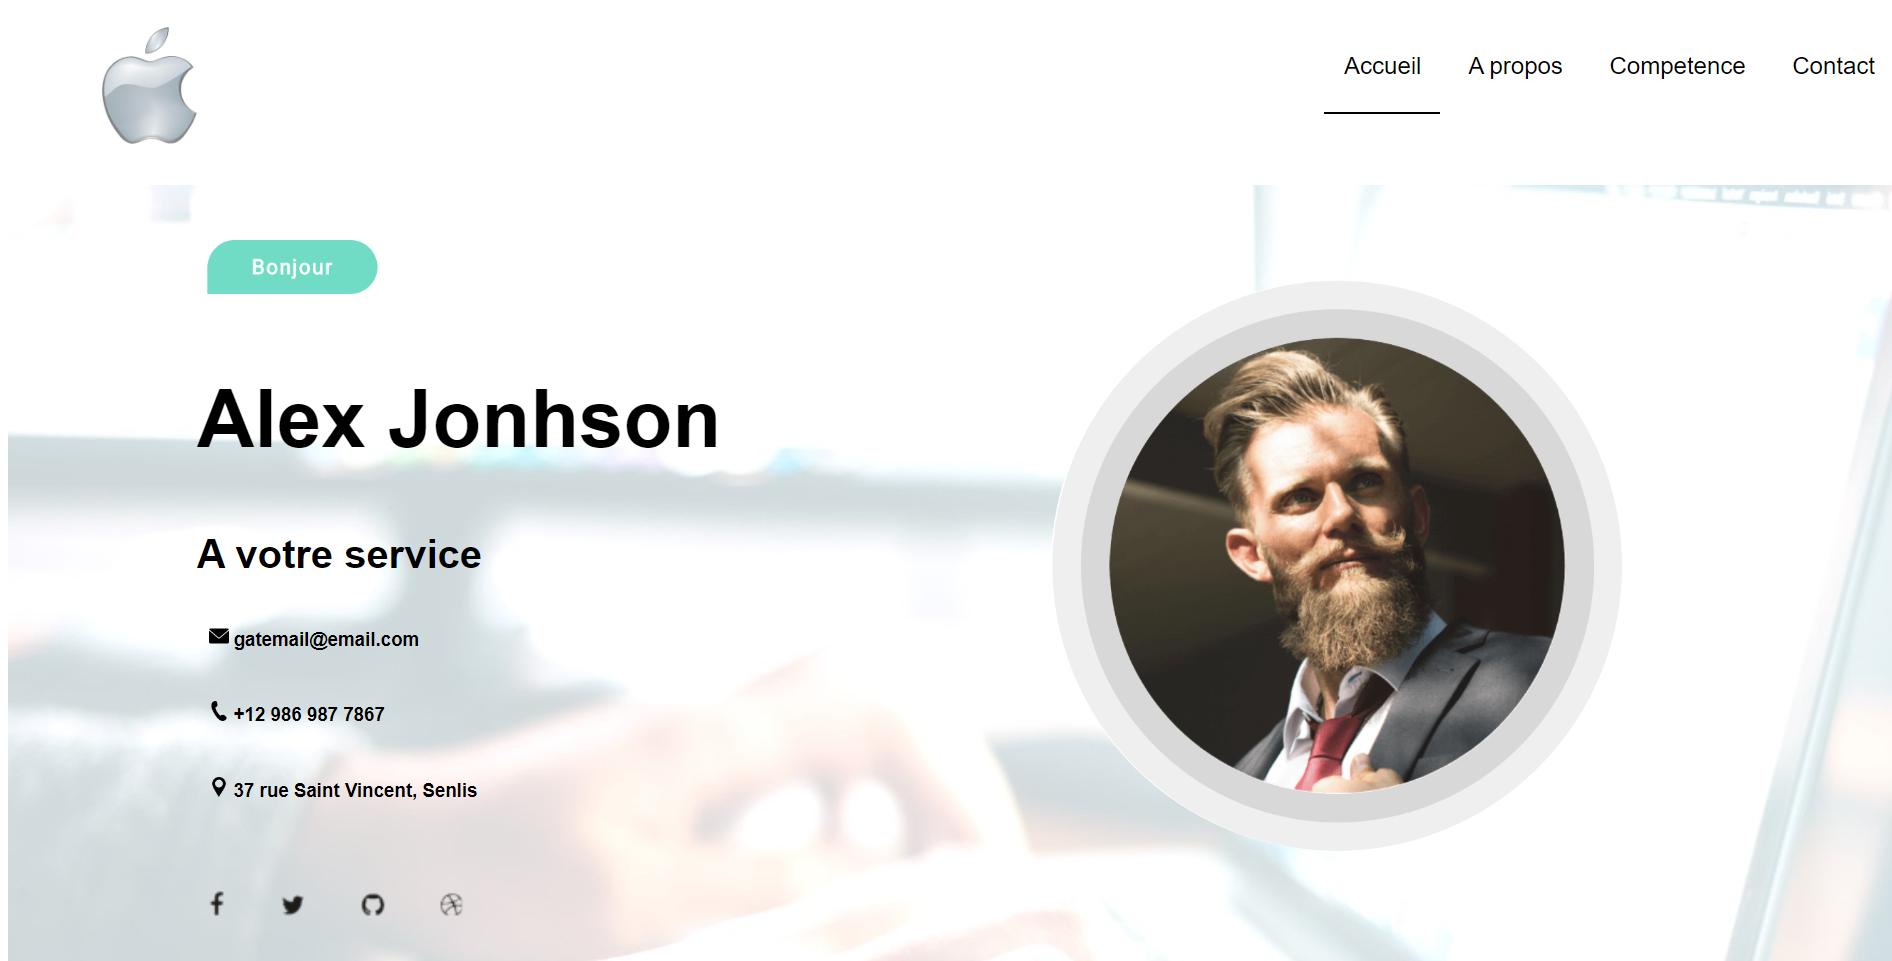 Accueil A propos Competence Contact
Bonjour
Alex Jonhson
A votre service
gatemail@email.com
+12 986 987 7867
37 rue Saint Vincent, Senlis